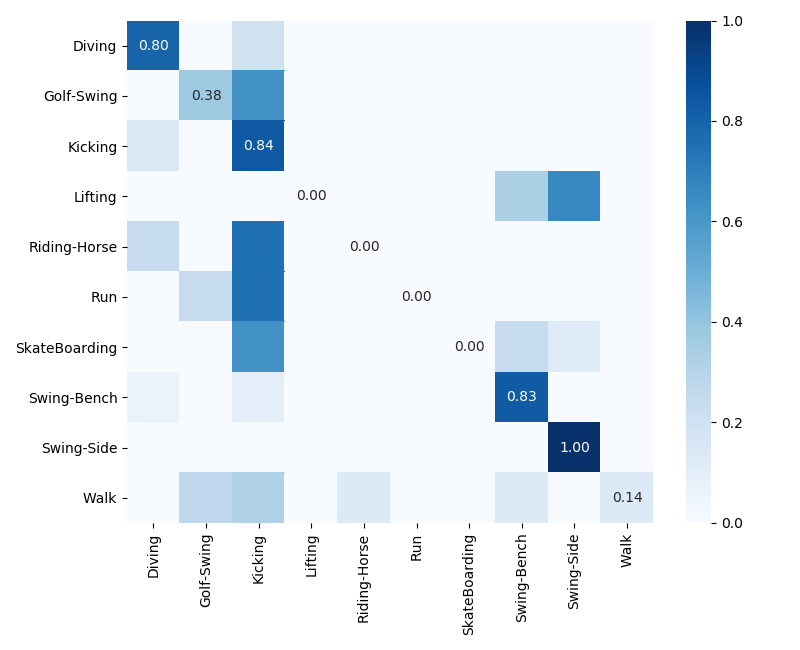 Diving 0.80
Golf-Swing 0.38
Kicking 0.84
Lifting 0.00
Riding-Horse 0.00
Run 0.00
SkateBoarding 0.00
Swing-Bench 0.83
Swing-Side 1.00
Walk 0.14
Diving Golf-Swing Kicking Lifting Riding-Horse Run SkateBoarding Swing-Bench Swing-Side Walk
1.0
0.8
0.6
0.4
0.2
0.0